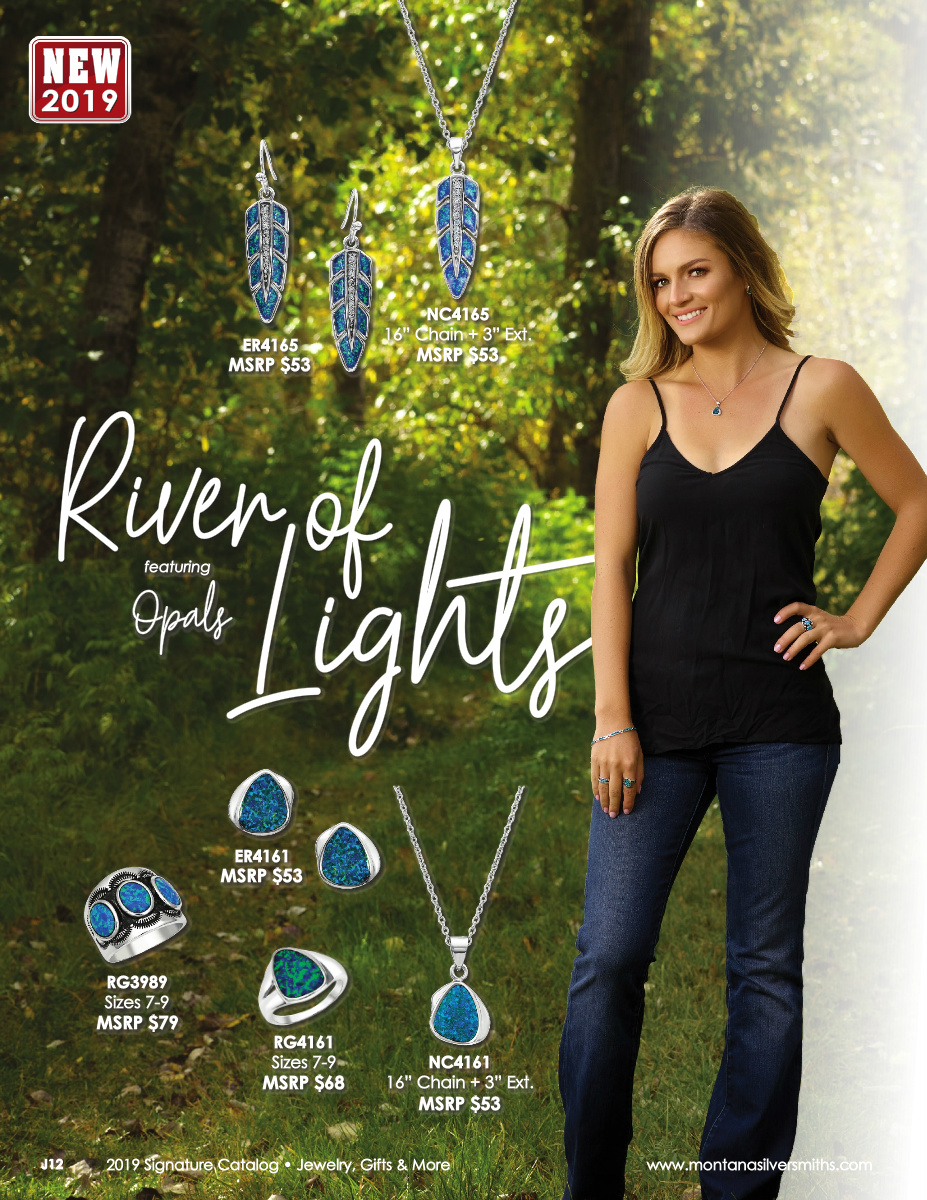 NEW
2019
NC4165
16” Chain + 3” Ext.
MSRP $53
ER4165
MSRP $53
River of
featuring
Opals
Lights
ER4161
MSRP $53
RG3989
Sizes 7-9
MSRP $79
RG4161
Sizes 7-9
MSRP $68
NC4161
16” Chain + 3” Ext.
MSRP $53
J12
2019 Signature Catalog • Jewelry, Gifts & More
www.montanasilversmiths.com